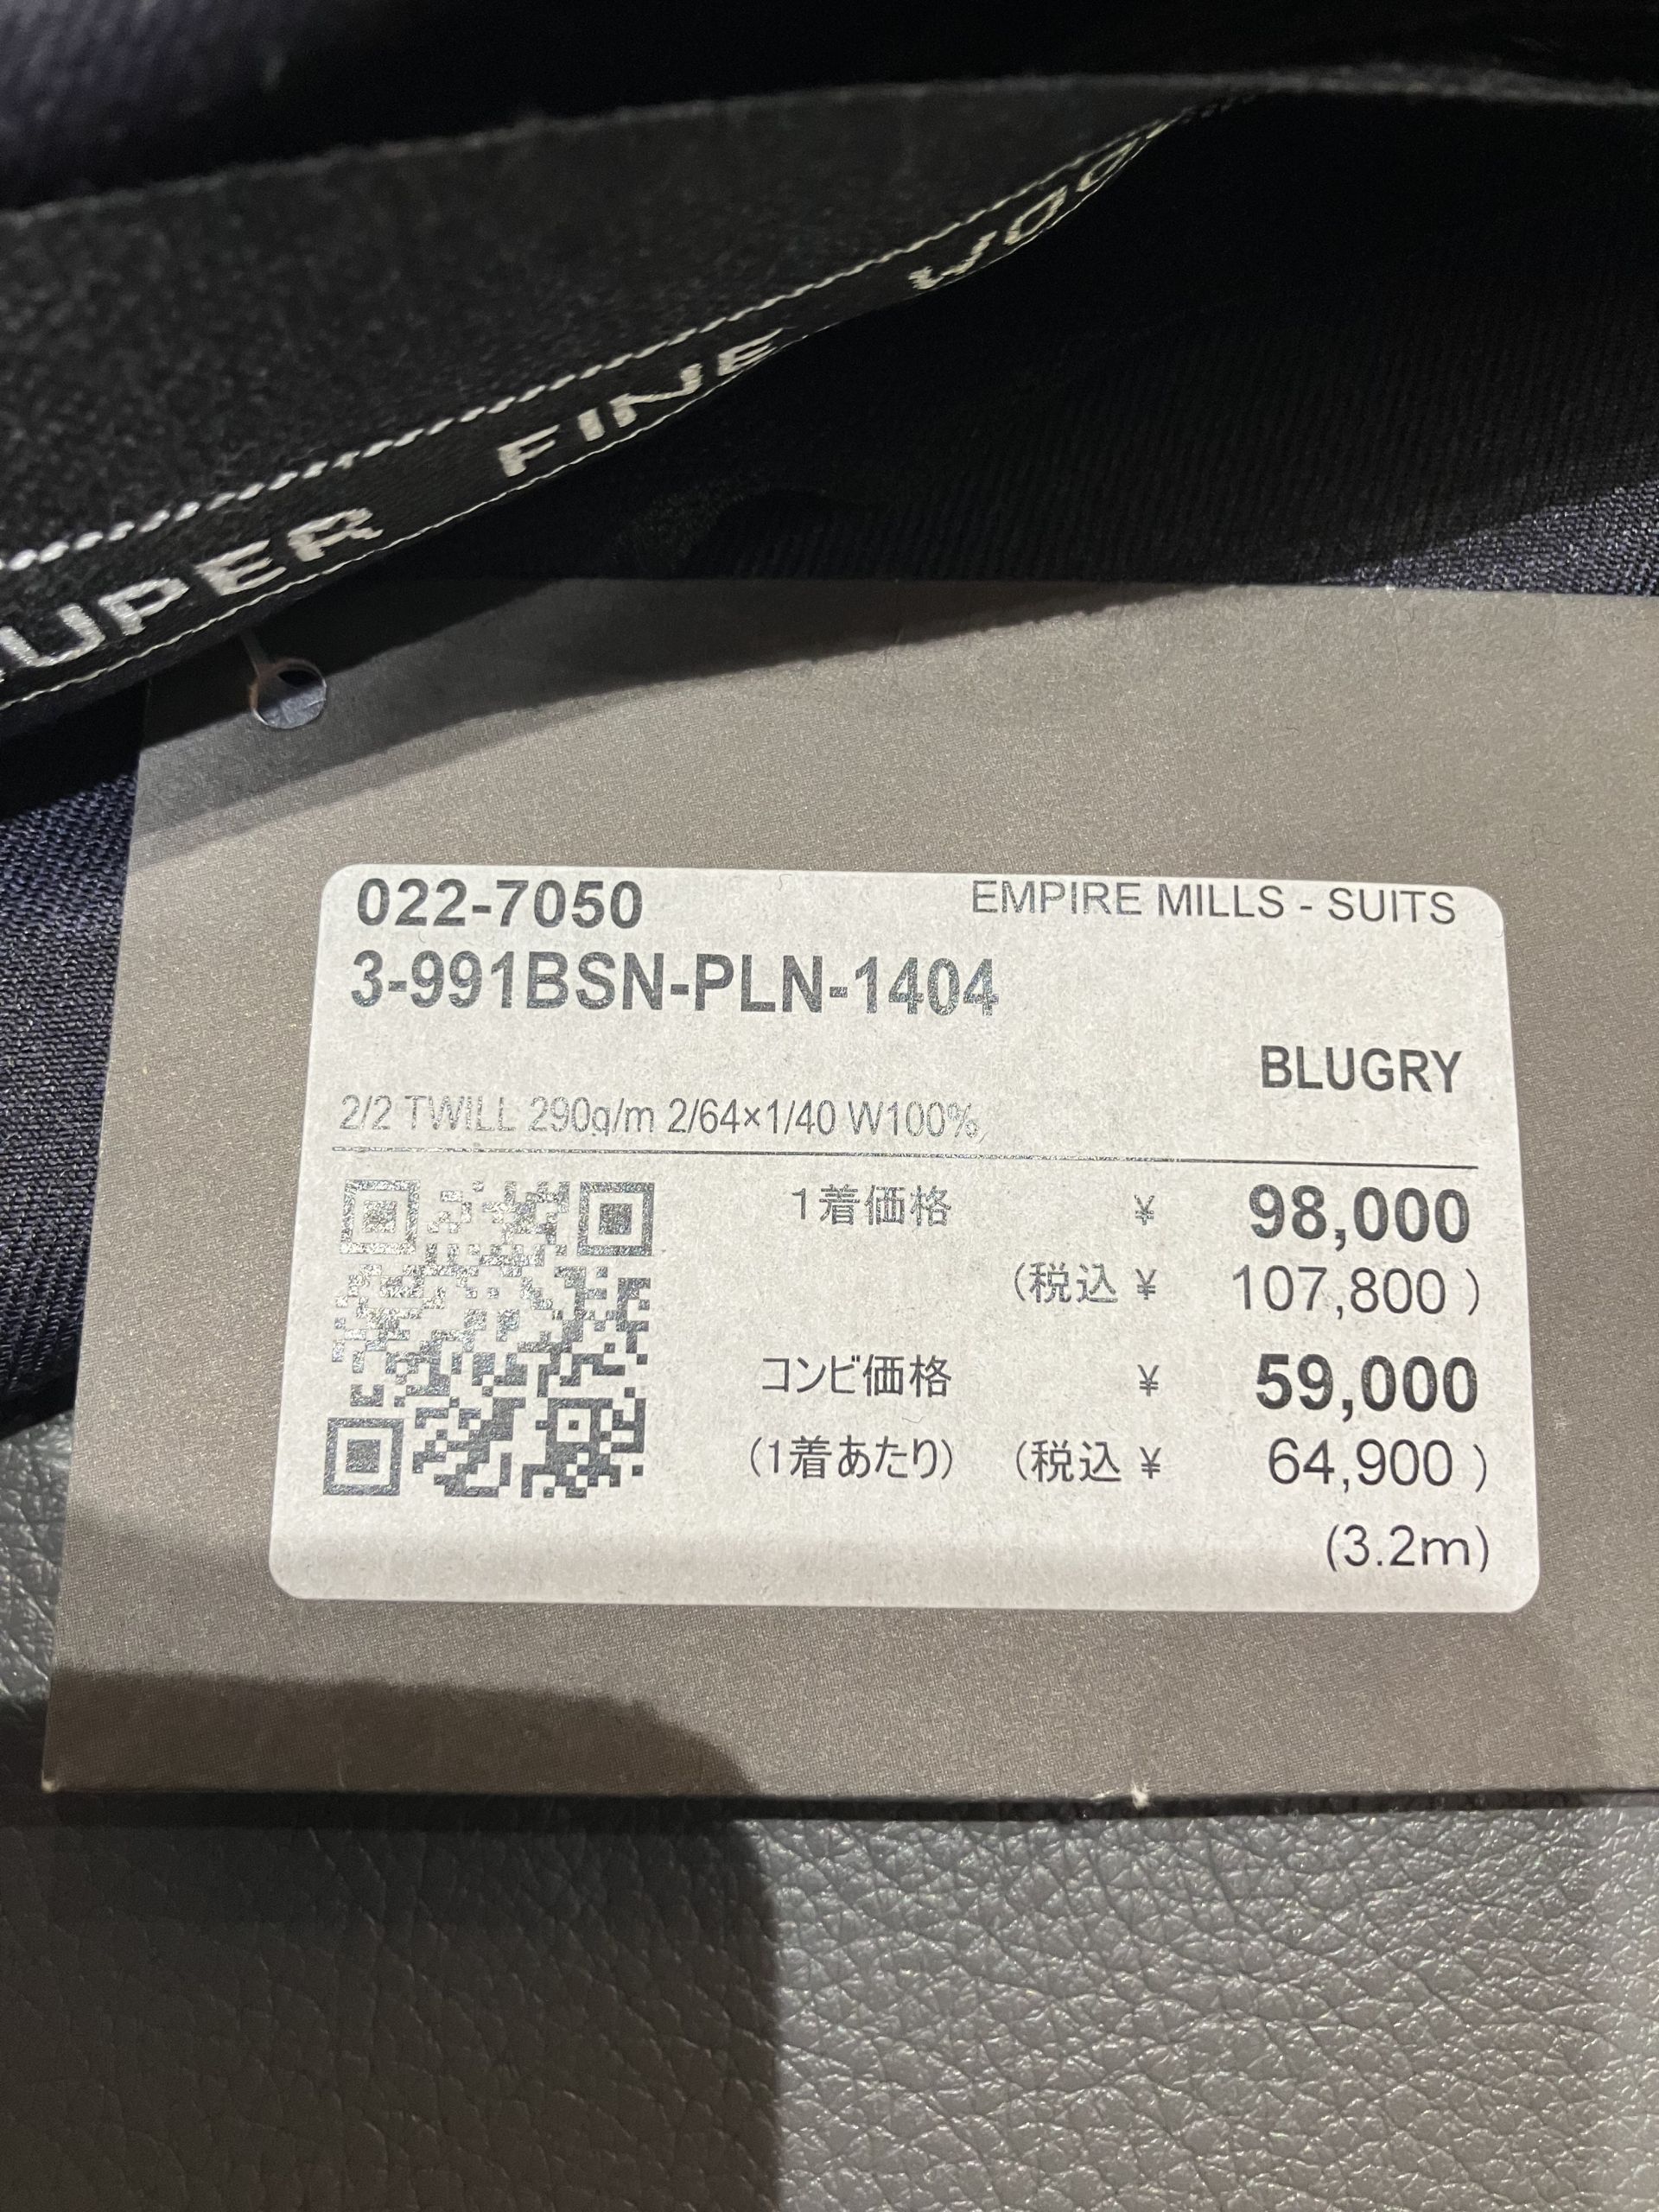 SUPER FINE WOO
022-7050 EMPIRE MILLS - SUITS
3-991BSN-PLN-1404
BLUGRY
2/2 TWILL 290g/m 2/64×1/40 W100%
1着価格 ¥ 98,000
(税込 ¥ 107,800 )
コンビ価格 ¥ 59,000
(1着あたり) (税込 ¥ 64,900 )
(3.2m)